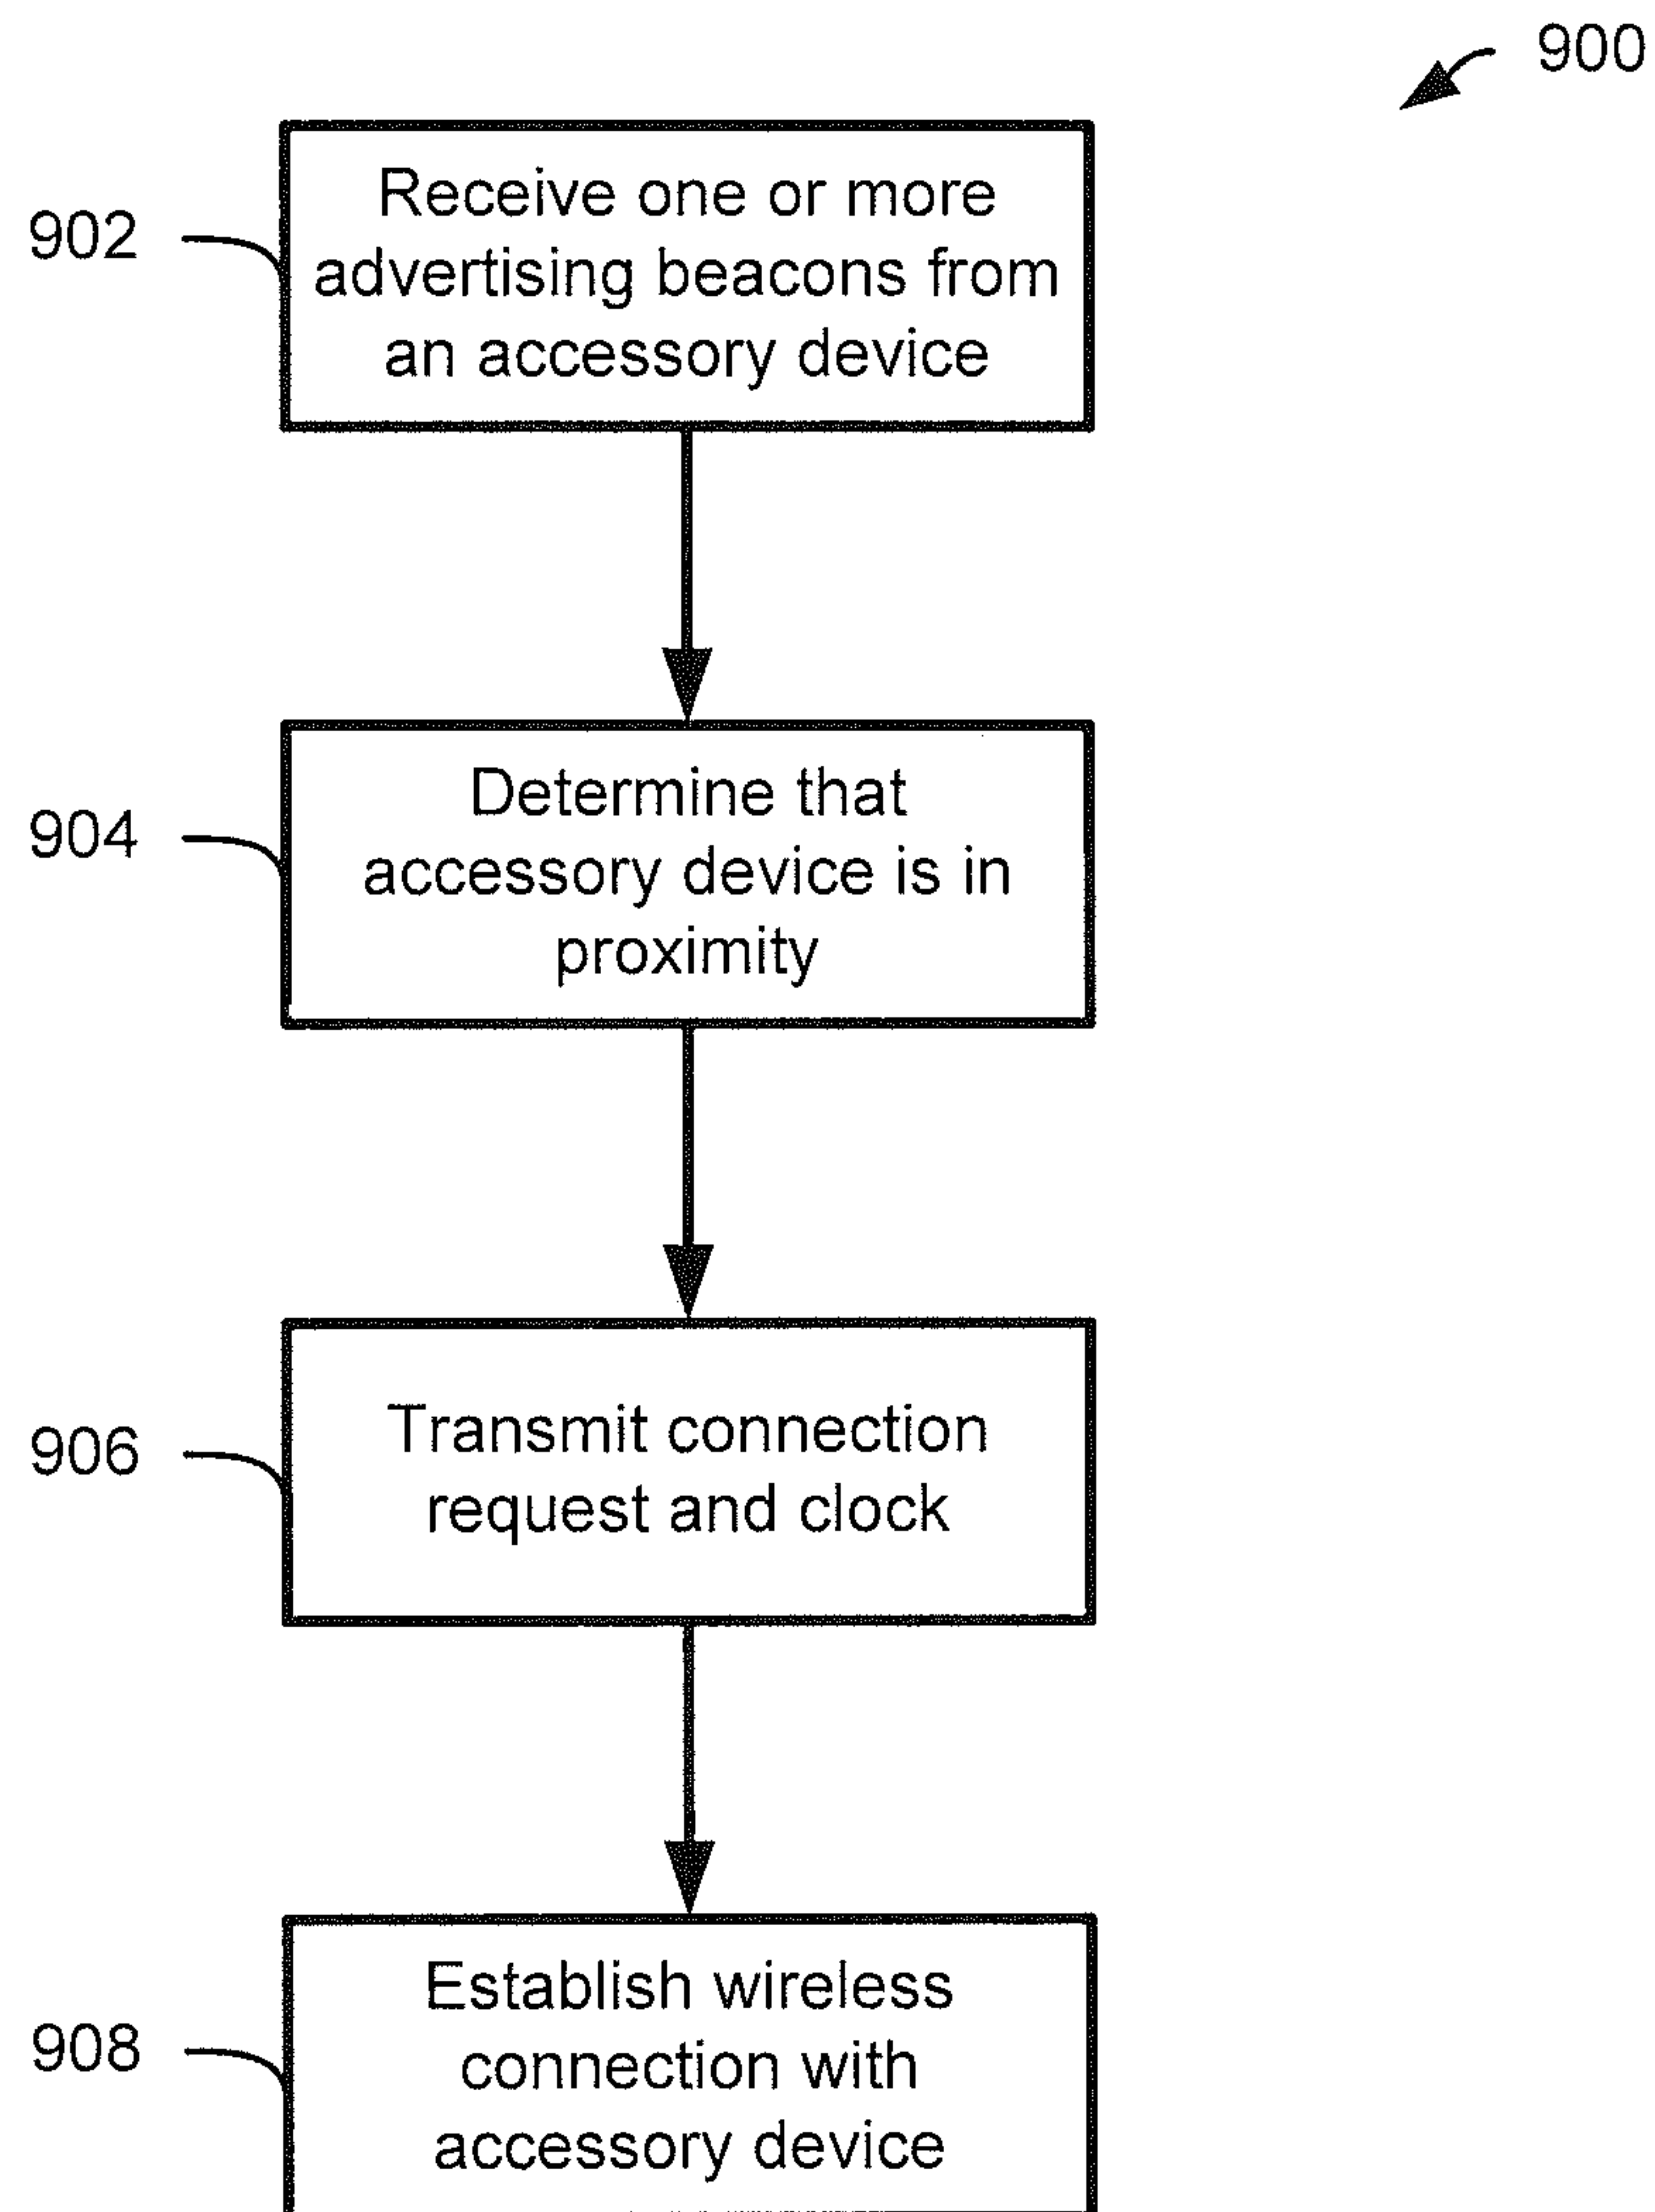 900
902
Receive one or more
advertising beacons from
an accessory device
904
Determine that
accessory device is in
proximity
906
Transmit connection
request and clock
908
Establish wireless
connection with
accessory device